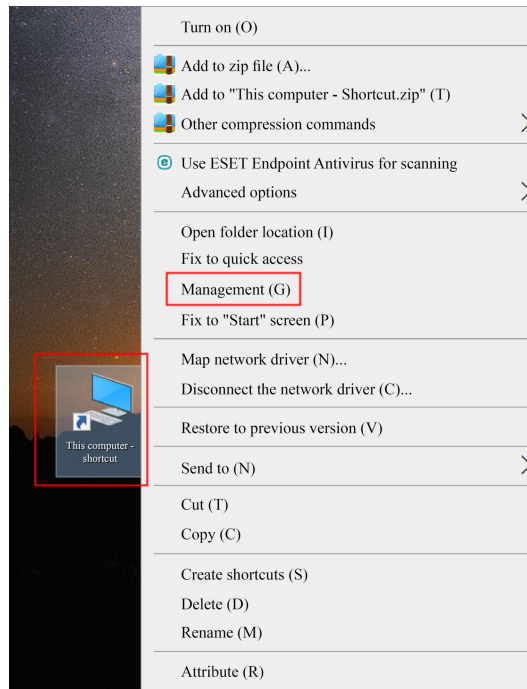 Turn on (O)
Add to zip file (A)...
Add to "This computer - Shortcut.zip" (T)
Other compression commands
e Use ESET Endpoint Antivirus for scanning
Advanced options
Open folder location (I)
Fix to quick access
Management (G)
Fix to "Start" screen (P)
Map network driver (N)...
Disconnect the network driver (C)...
Restore to previous version (V)
Send to (N)
Cut (T)
Copy (C)
Create shortcuts (S)
Delete (D)
Rename (M)
Attribute (R)
This computer -
shortcut